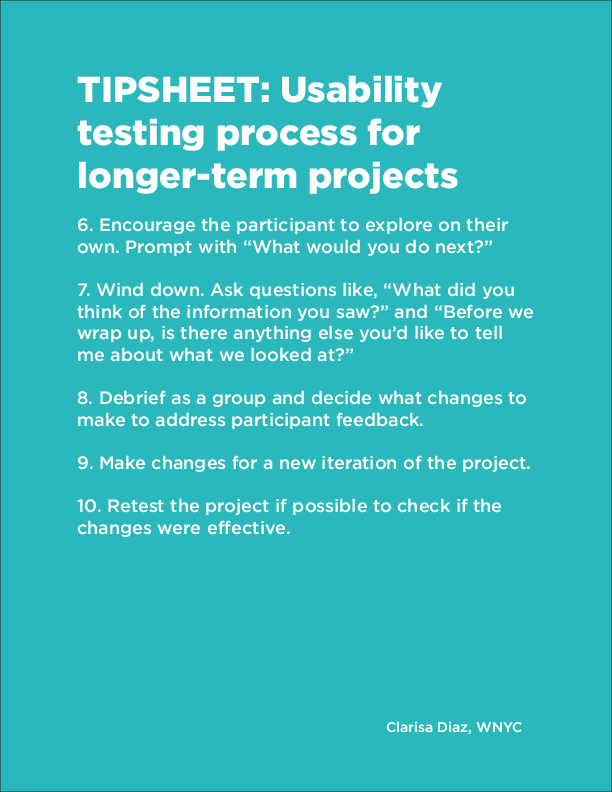 TIPSHEET: Usability
testing process for
longer-term projects
6. Encourage the participant to explore on their
own. Prompt with “What would you do next?”
7. Wind down. Ask questions like, “What did you
think of the information you saw?” and “Before we
wrap up, is there anything else you’d like to tell
me about what we looked at?”
8. Debrief as a group and decide what changes to
make to address participant feedback.
9. Make changes for a new iteration of the project.
10. Retest the project if possible to check if the
changes were effective.
Clarisa Diaz, WNYC